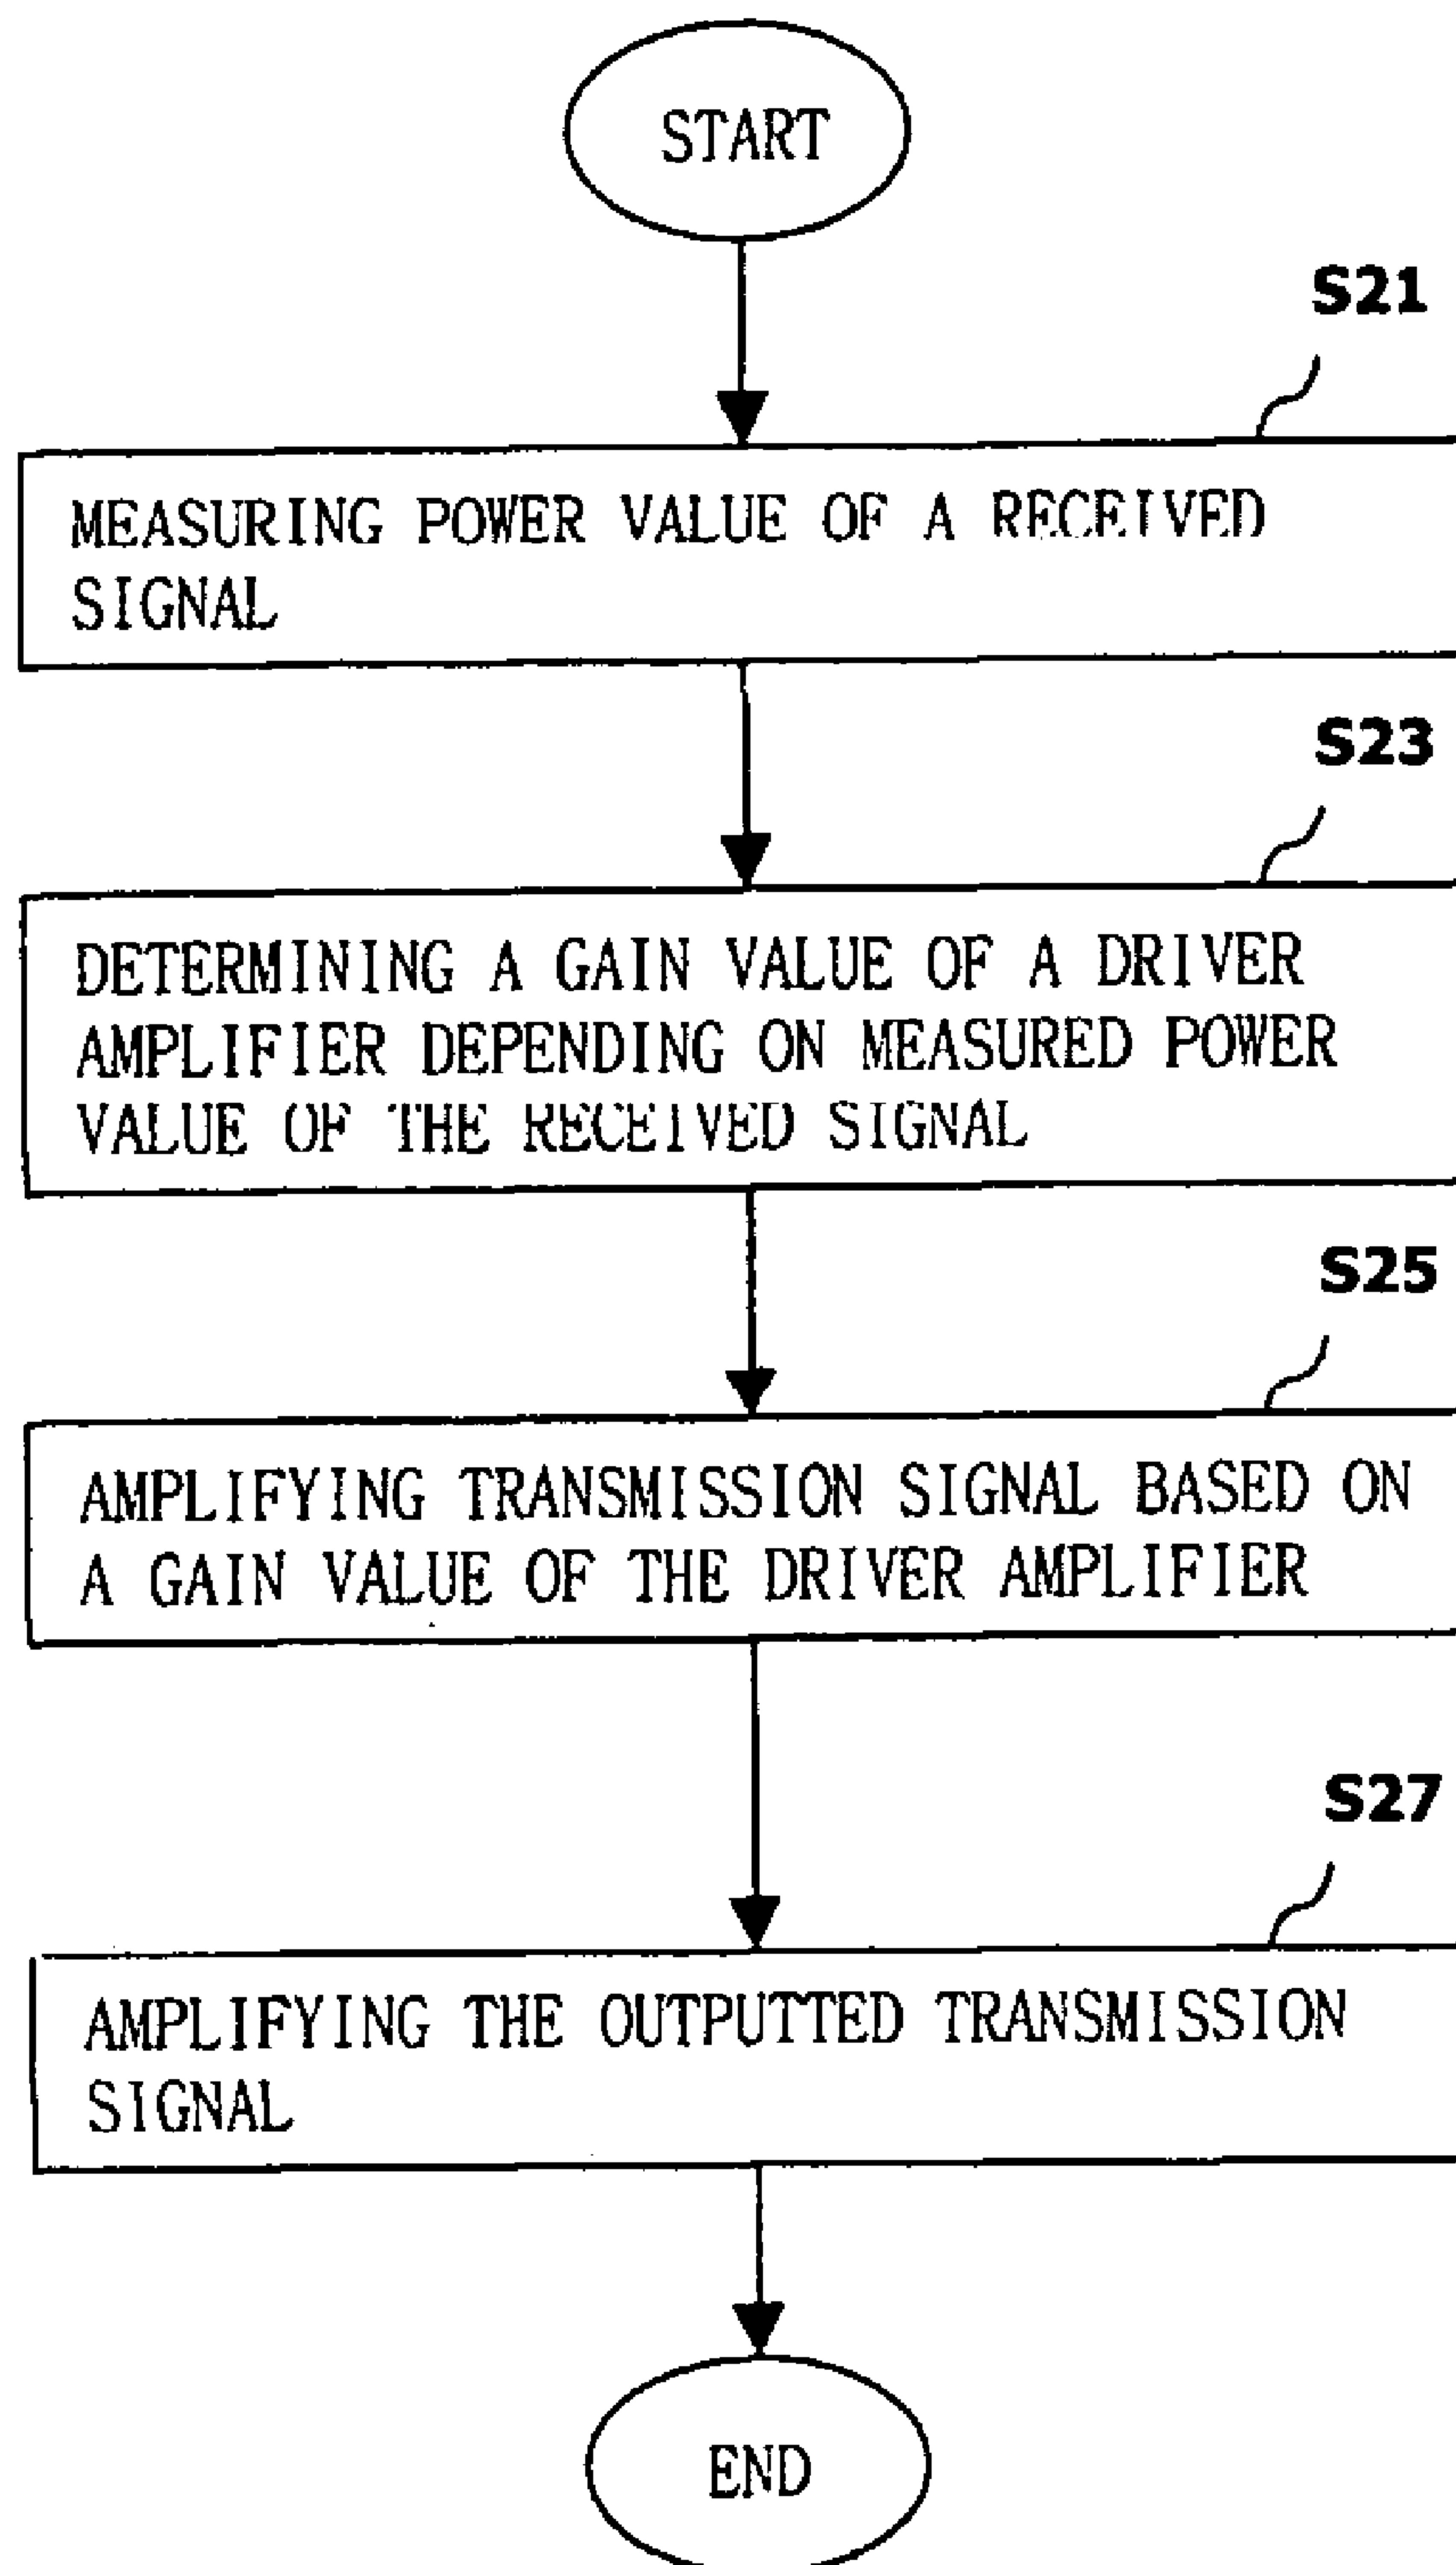 START
S21
MEASURING POWER VALUE OF A RECEIVED
SIGNAL
S23
DETERMINING A GAIN VALUE OF A DRIVER
AMPLIFIER DEPENDING ON MEASURED POWER
VALUE OF THE RECEIVED SIGNAL
S25
AMPLIFYING TRANSMISSION SIGNAL BASED ON
A GAIN VALUE OF THE DRIVER AMPLIFIER
S27
AMPLIFYING THE OUTPUTTED TRANSMISSION
SIGNAL
END